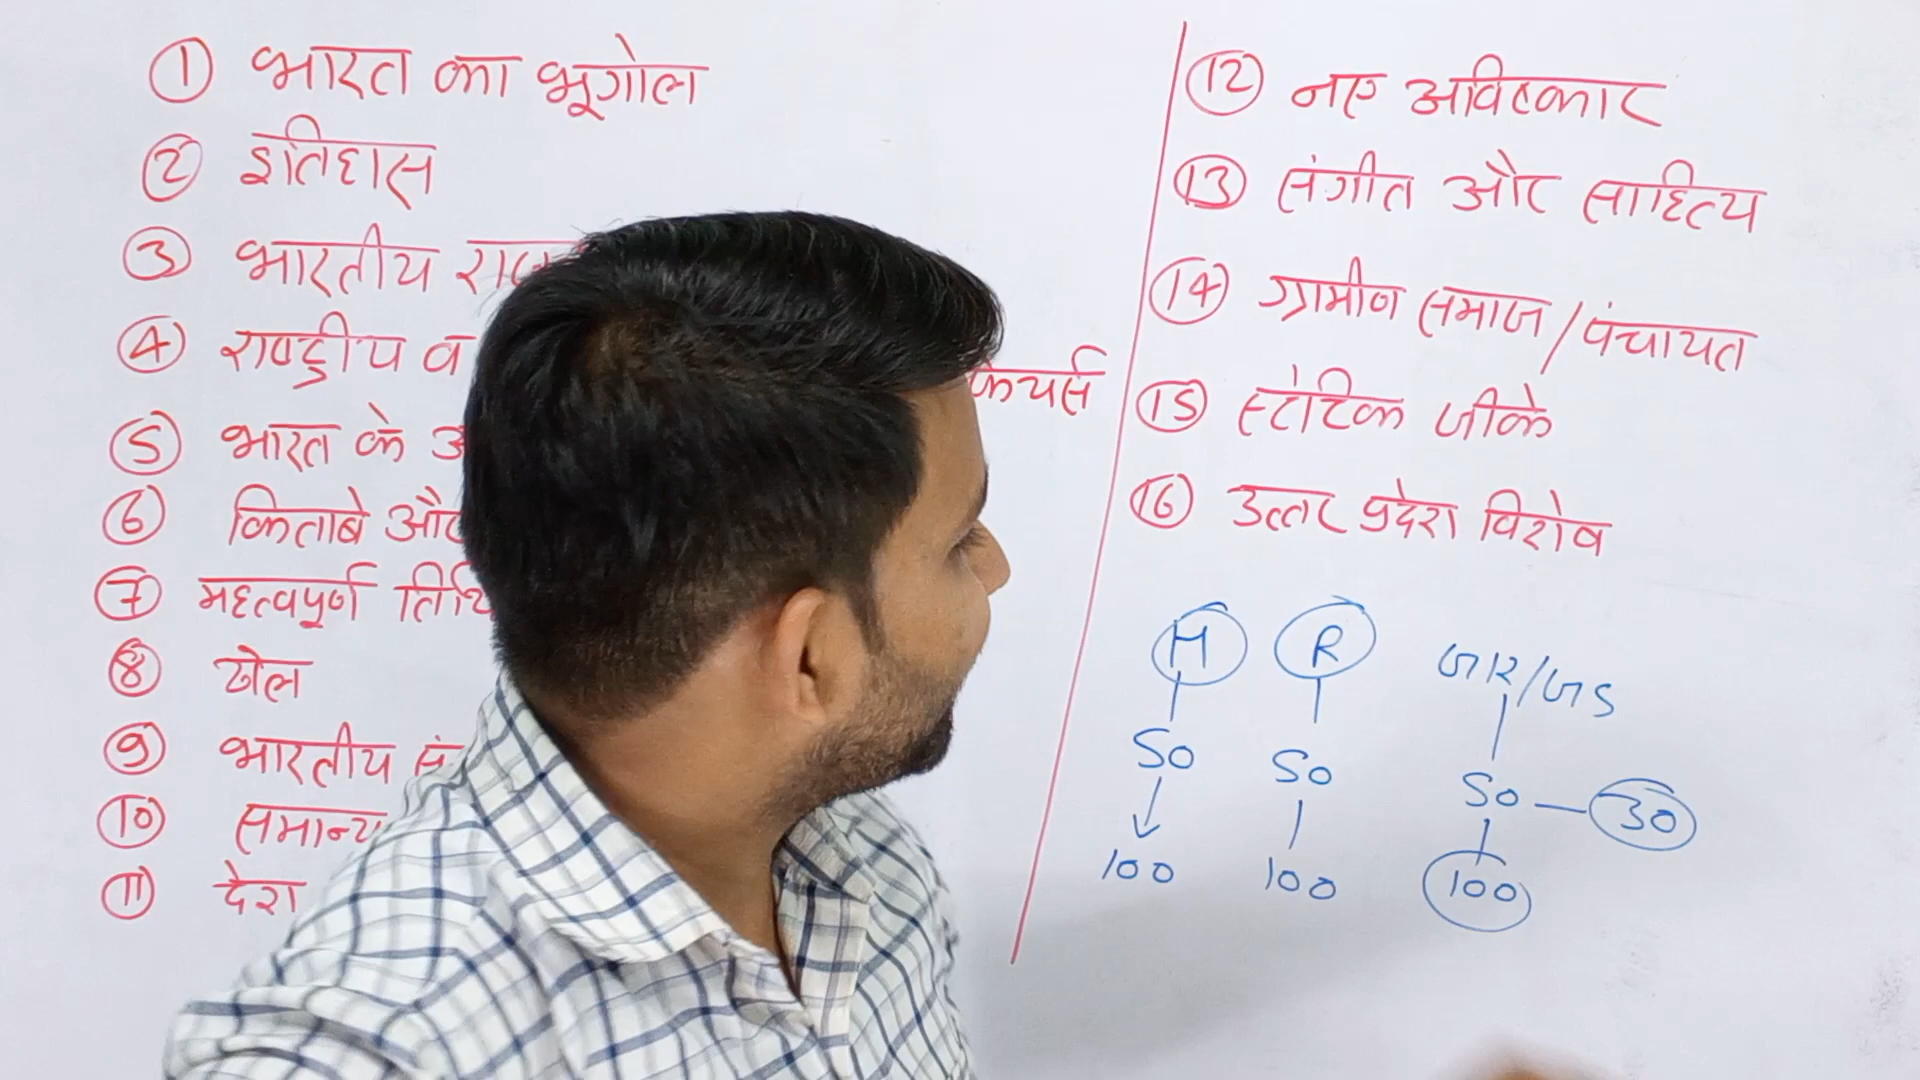 ① भारत का भूगोल
② इतिहास
③ भारतीय
④ राष्ट्रीय व
केयर्स
⑤ भारत के
⑥ किताबे और
⑦ महत्वपूर्ण
⑧ खेल
⑨ भारतीय
⑩ समान्य
⑪ देश
⑫ नए अविष्कार
⑬ संगीत और साहित्य
⑭ ग्रामीण समाज/पंचायत
⑮ स्टेटिक जीके
⑯ उत्तर प्रदेश विशेष
H R GK/GS
50 50 50 — 30
100 100 100